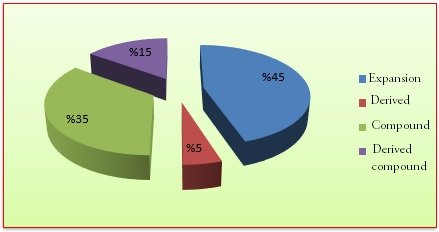 %15
%45
%35
%5
Expansion
Derived
Compound
Derived
compound